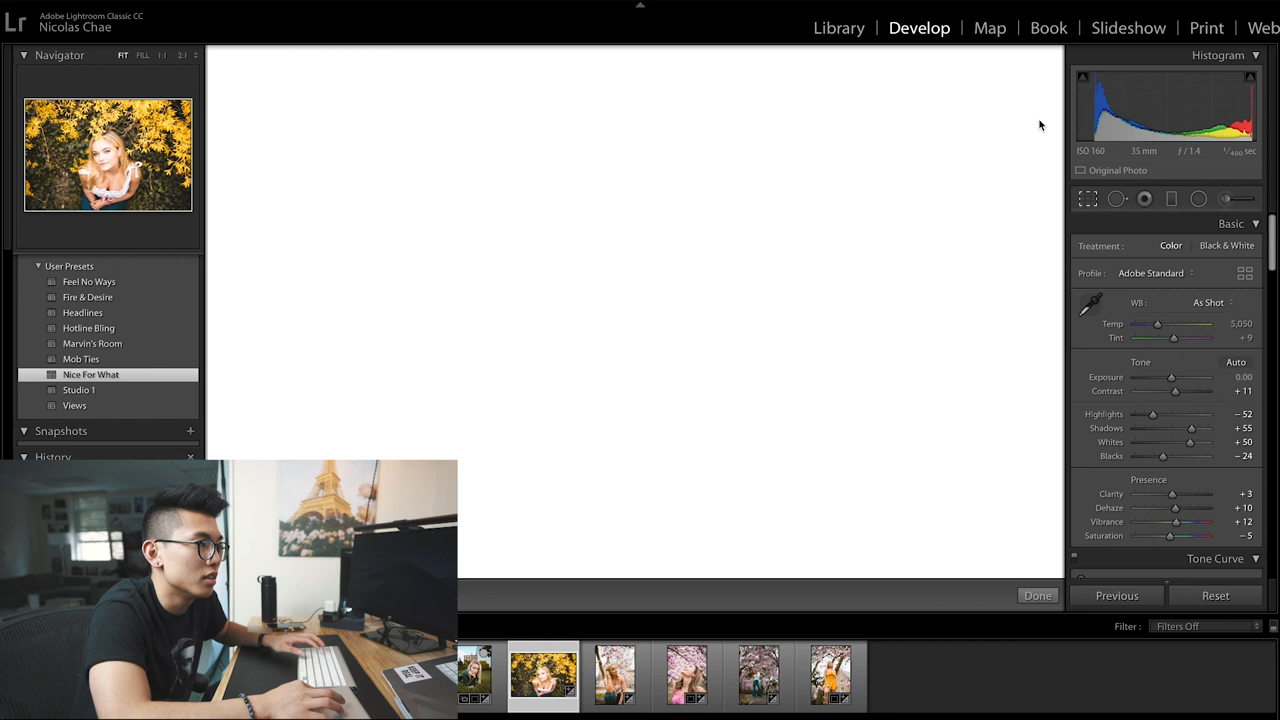 Lr
Adobe Lightroom Classic CC
Nicolas Chae
Library | Develop | Map | Book | Slideshow | Print | Web
Navigator FIT FILL 1:1 2:1
User Presets
Feel No Ways
Fire & Desire
Headlines
Hotline Bling
Marvin's Room
Mob Ties
Nice For What
Studio 1
Views
Snapshots +
History ×
Histogram
ISO 160 35 mm ƒ / 1.4 1/400 sec
Original Photo
Basic
Treatment : Color Black & White
Profile : Adobe Standard
WB : As Shot
Temp 5,050
Tint + 9
Tone Auto
Exposure 0.00
Contrast + 11
Highlights − 52
Shadows + 55
Whites + 50
Blacks − 24
Presence
Clarity + 3
Dehaze + 10
Vibrance + 12
Saturation − 5
Tone Curve
Done
Previous Reset
Filter : Filters Off